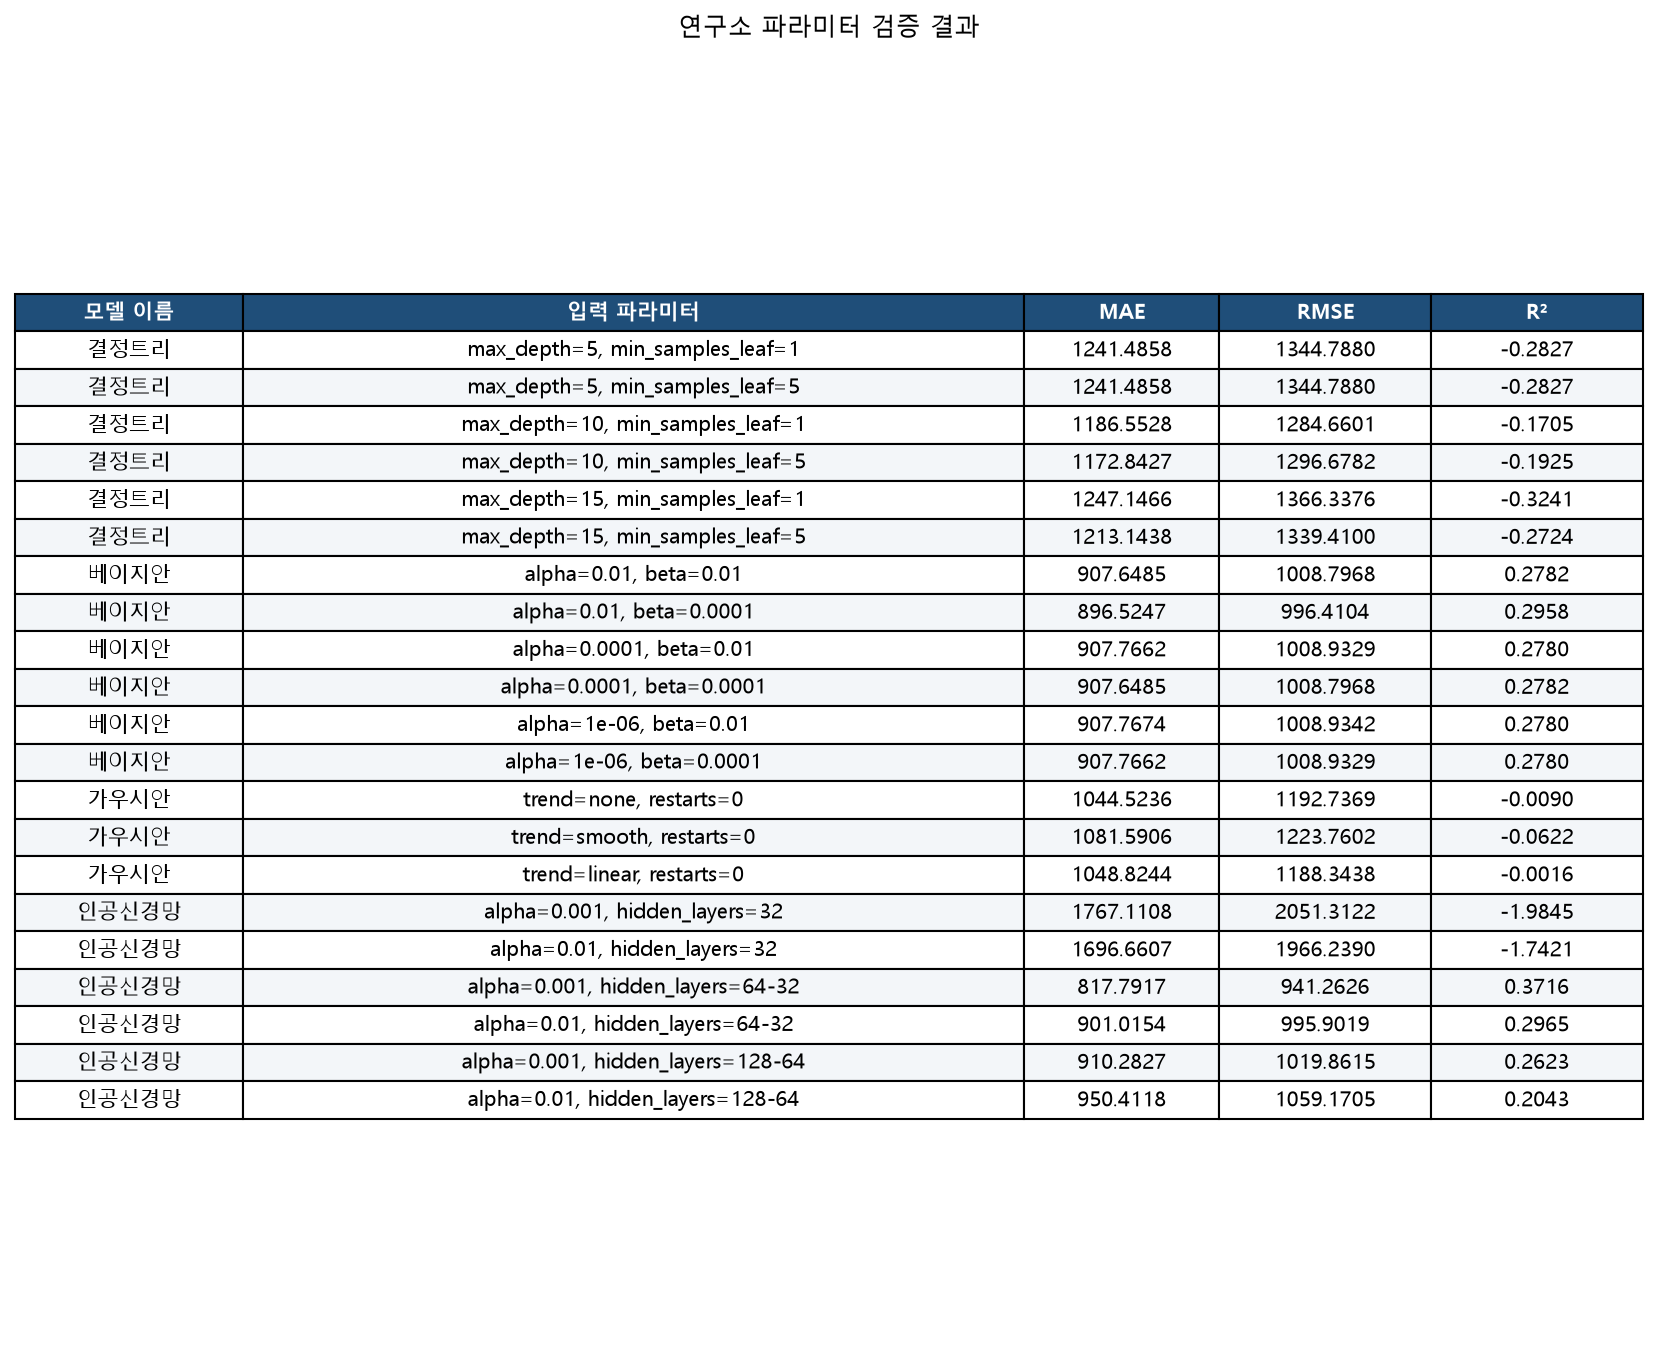 연구소 파라미터 검증 결과
모델 이름 입력 파라미터 MAE RMSE R²
결정트리 max_depth=5, min_samples_leaf=1 1241.4858 1344.7880 -0.2827
결정트리 max_depth=5, min_samples_leaf=5 1241.4858 1344.7880 -0.2827
결정트리 max_depth=10, min_samples_leaf=1 1186.5528 1284.6601 -0.1705
결정트리 max_depth=10, min_samples_leaf=5 1172.8427 1296.6782 -0.1925
결정트리 max_depth=15, min_samples_leaf=1 1247.1466 1366.3376 -0.3241
결정트리 max_depth=15, min_samples_leaf=5 1213.1438 1339.4100 -0.2724
베이지안 alpha=0.01, beta=0.01 907.6485 1008.7968 0.2782
베이지안 alpha=0.01, beta=0.0001 896.5247 996.4104 0.2958
베이지안 alpha=0.0001, beta=0.01 907.7662 1008.9329 0.2780
베이지안 alpha=0.0001, beta=0.0001 907.6485 1008.7968 0.2782
베이지안 alpha=1e-06, beta=0.01 907.7674 1008.9342 0.2780
베이지안 alpha=1e-06, beta=0.0001 907.7662 1008.9329 0.2780
가우시안 trend=none, restarts=0 1044.5236 1192.7369 -0.0090
가우시안 trend=smooth, restarts=0 1081.5906 1223.7602 -0.0622
가우시안 trend=linear, restarts=0 1048.8244 1188.3438 -0.0016
인공신경망 alpha=0.001, hidden_layers=32 1767.1108 2051.3122 -1.9845
인공신경망 alpha=0.01, hidden_layers=32 1696.6607 1966.2390 -1.7421
인공신경망 alpha=0.001, hidden_layers=64-32 817.7917 941.2626 0.3716
인공신경망 alpha=0.01, hidden_layers=64-32 901.0154 995.9019 0.2965
인공신경망 alpha=0.001, hidden_layers=128-64 910.2827 1019.8615 0.2623
인공신경망 alpha=0.01, hidden_layers=128-64 950.4118 1059.1705 0.2043